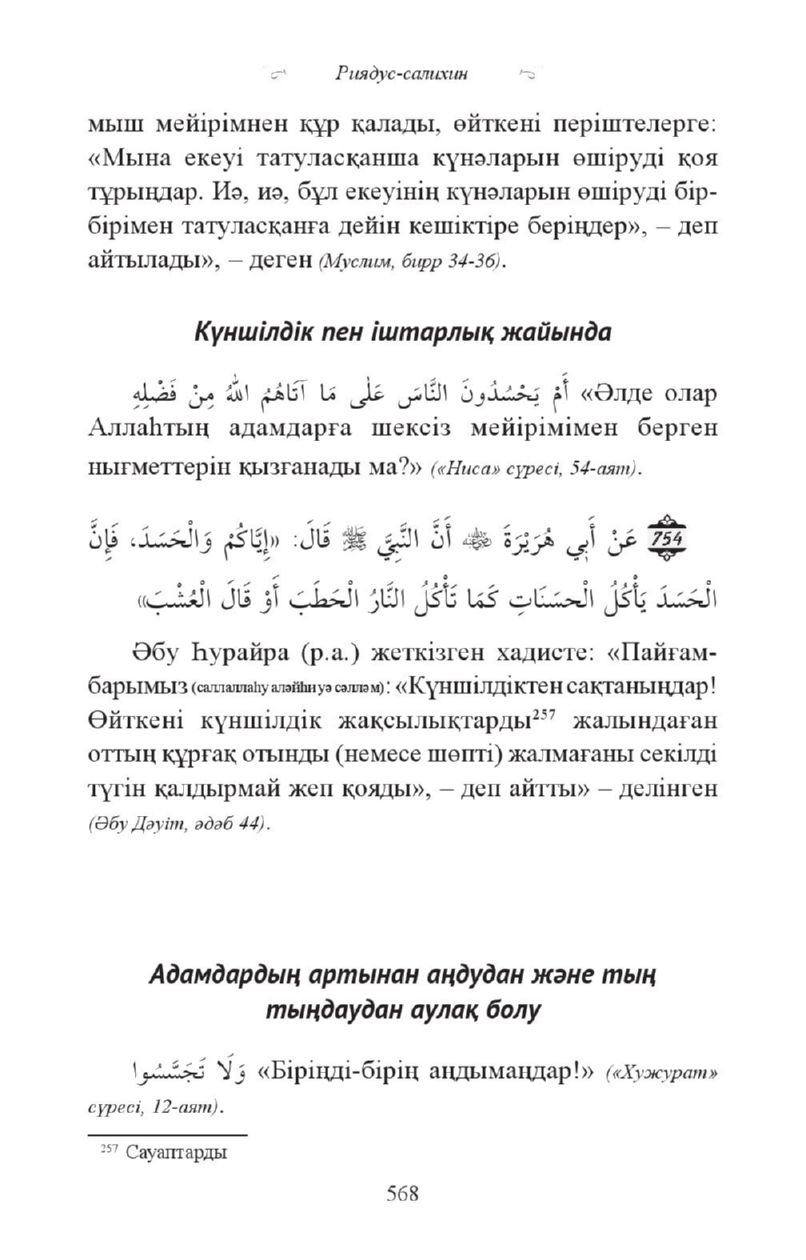 Риядус-салихин
мыш мейірімнен құр қалады, өйткені періштелерге:
«Мына екеуі татуласқанша күнәларын өшіруді қоя
тұрыңдар. Иә, иә, бұл екеуінің күнәларын өшіруді бір-
бірімен татуласқанға дейін кешіктіре беріңдер», – деп
айтылады», – деген (Муслим, бирр 34-36).
Күншілдік пен іштарлық жайында
أَمْ يَحْسُدُونَ النَّاسَ عَلٰى مَا آتَاهُمُ اللّٰهُ مِنْ فَضْلِهِ «Әлде олар
Аллаһтың адамдарға шексіз мейірімімен берген
нығметтерін қызғанады ма?» («Ниса» сүресі, 54-аят).
754 عَنْ أَبِي هُرَيْرَةَ ﷺ أَنَّ النَّبِيَّ ﷺ قَالَ: «إِيَّاكُمْ وَالْحَسَدَ، فَإِنَّ
الْحَسَدَ يَأْكُلُ الْحسَنَاتِ كَمَا تَأْكُلُ النَّارُ الْحَطَبَ أَوْ قَالَ الْعُشْبَ»
Әбу Һурайра (р.а.) жеткізген хадисте: «Пайғам-
барымыз (саллаллаһу аләйһи уә сәлләм): «Күншілдіктен сақтаныңдар!
Өйткені күншілдік жақсылықтарды²⁵⁷ жалындаған
оттың құрғақ отынды (немесе шөпті) жалмағаны секілді
түгін қалдырмай жеп қояды», – деп айтты» – делінген
(Әбу Дәуіт, әдәб 44).
Адамдардың артынан аңдудан және тың
тыңдаудан аулақ болу
وَلَا تَجَسَّسُوا «Біріңді-бірің аңдымаңдар!» («Хужурат»
сүресі, 12-аят).
²⁵⁷ Сауаптарды
568